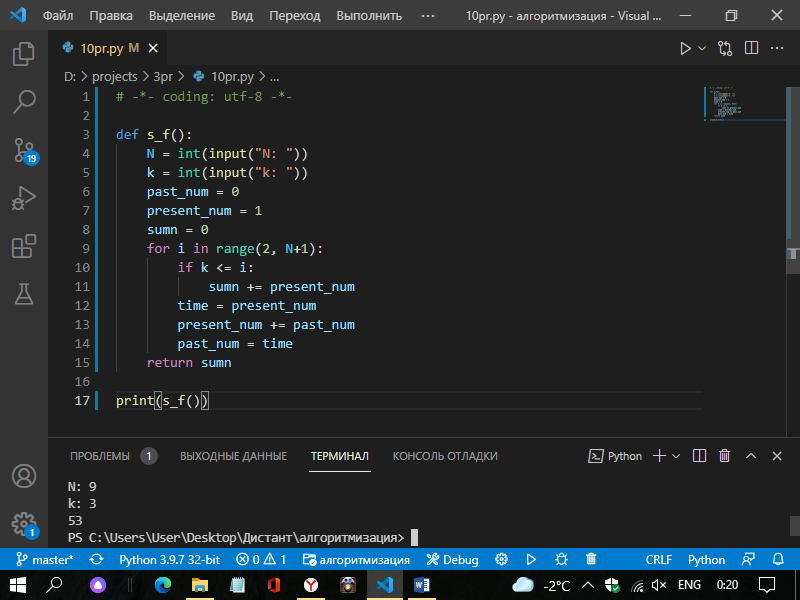 Файл Правка Выделение Вид Переход Выполнить ··· 10pr.py - алгоритмизация - Visual ...
10pr.py M
D: > projects > 3pr > 10pr.py > ...
1 # -*- coding: utf-8 -*-
2
3 def s_f():
4 N = int(input("N: "))
5 k = int(input("k: "))
6 past_num = 0
7 present_num = 1
8 sumn = 0
9 for i in range(2, N+1):
10 if k <= i:
11 sumn += present_num
12 time = present_num
13 present_num += past_num
14 past_num = time
15 return sumn
16
17 print(s_f())
19
ПРОБЛЕМЫ 1 ВЫХОДНЫЕ ДАННЫЕ ТЕРМИНАЛ КОНСОЛЬ ОТЛАДКИ Python
N: 9
k: 3
53
PS C:\Users\User\Desktop\Дистант\алгоритмизация>
1
master* Python 3.9.7 32-bit 0 1 алгоритмизация Debug CRLF Python
-2°C ENG 0:20